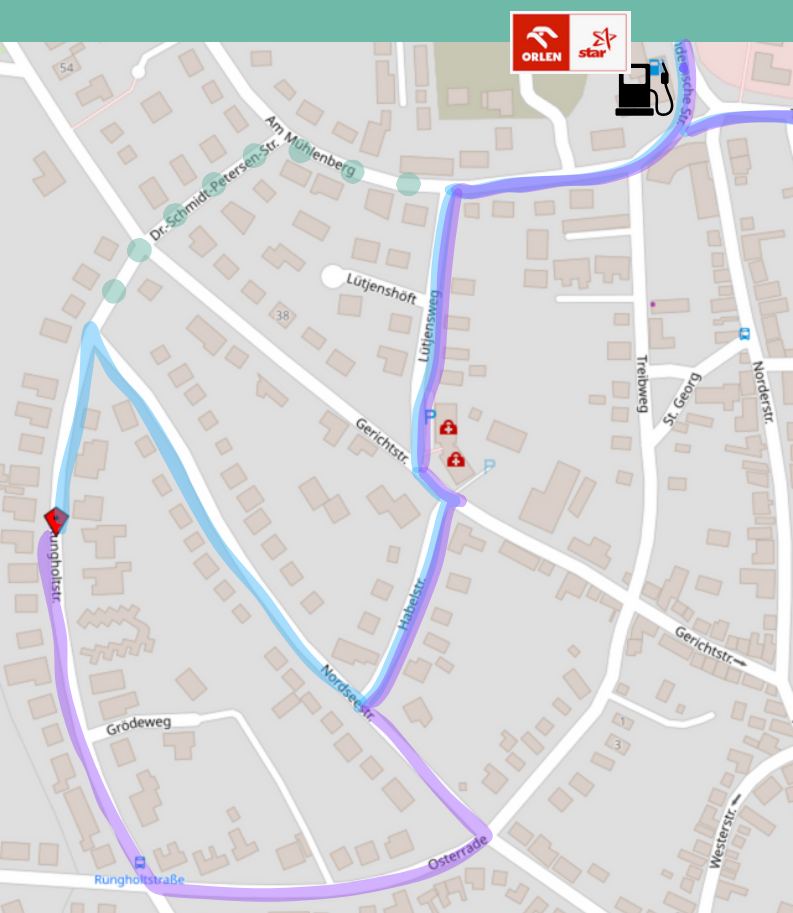 ORLEN
star
54
Am Mühlenberg
Dr.-Schmidt-Petersen-Str.
Lütjenshöft
38
Lütjensweg
P
Gerichtstr.
P
Treibweg
St. Georg
Norderstr.
Rungholtstr.
Habelstr.
Gerichtstr.
Nordseestr.
Grödeweg
1
3
Westerstr.
Osterrade
Rungholtstraße